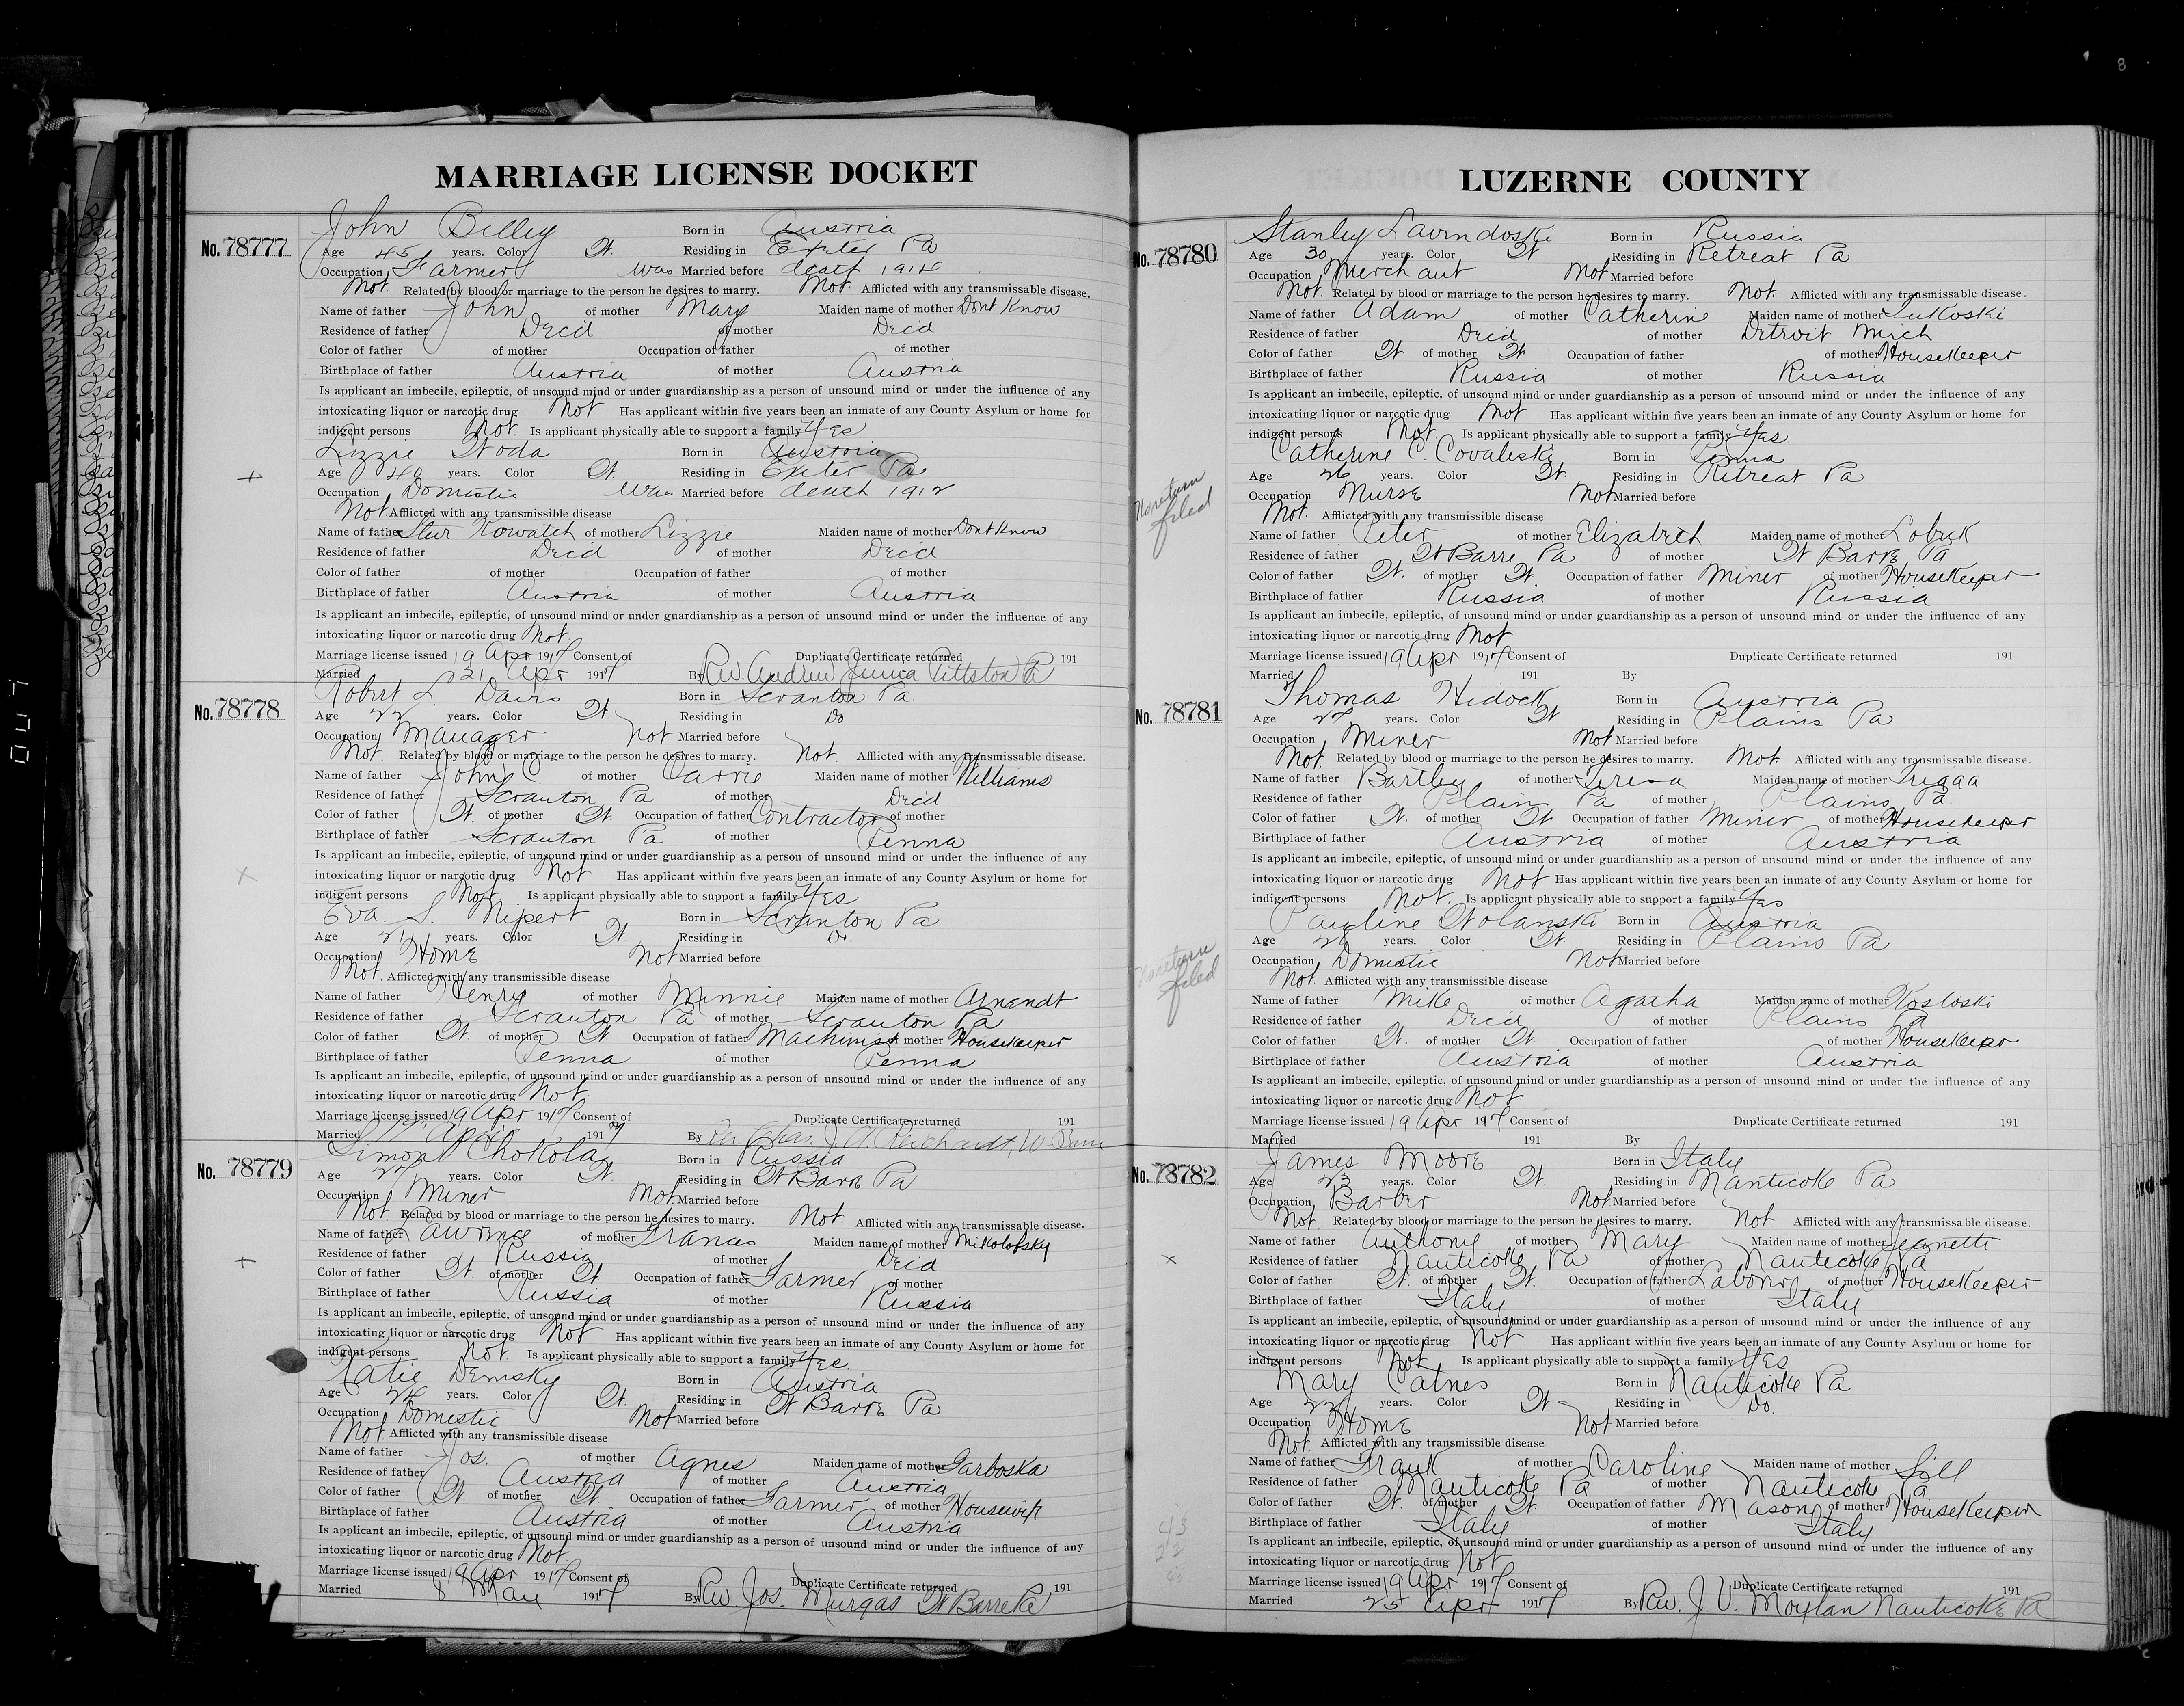 MARRIAGE LICENSE DOCKET
No. 78777
John Billey Born in Austria
Age 45 years. Color W. Residing in Exeter Pa
Occupation Farmer Was Married before death 1914
Not Related by blood or marriage to the person he desires to marry. Not Afflicted with any transmissable disease.
Name of father John of mother Mary Maiden name of mother Dont Know
Residence of father Decd of mother Decd
Color of father of mother Occupation of father of mother
Birthplace of father Austria of mother Austria
Is applicant an imbecile, epileptic, of unsound mind or under guardianship as a person of unsound mind or under the influence of any
intoxicating liquor or narcotic drug Not Has applicant within five years been an inmate of any County Asylum or home for
indigent persons Not. Is applicant physically able to support a family Yes
Lizzie Woda Born in Austria
Age 40 years. Color W. Residing in Exeter Pa
Occupation Domestic Was Married before death 1912
Not Afflicted with any transmissible disease
Name of father Kowatch of mother Lizzie Maiden name of mother Dont Know
Residence of father Decd of mother Decd
Color of father of mother Occupation of father of mother
Birthplace of father Austria of mother Austria
Is applicant an imbecile, epileptic, of unsound mind or under guardianship as a person of unsound mind or under the influence of any
intoxicating liquor or narcotic drug Not
Marriage license issued 19 Apr 1917 Consent of Duplicate Certificate returned 191
Married 21 Apr 1917 By Rev. Andrew Pittston Pa
No. 78778
Robert L. Davis Born in Scranton Pa.
Age 22 years. Color W. Residing in Do
Occupation Manager Not Married before
Not. Related by blood or marriage to the person he desires to marry. Not. Afflicted with any transmissable disease.
Name of father John C of mother Carrie Maiden name of mother Williams
Residence of father Scranton Pa of mother Decd
Color of father W. of mother W. Occupation of father Contractor of mother
Birthplace of father Scranton Pa of mother Penna
Is applicant an imbecile, epileptic, of unsound mind or under guardianship as a person of unsound mind or under the influence of any
intoxicating liquor or narcotic drug Not Has applicant within five years been an inmate of any County Asylum or home for
indigent persons Not. Is applicant physically able to support a family Yes
Eva. S. Nipert Born in Scranton Pa
Age 21 years. Color W. Residing in Do.
Occupation Home Not Married before
Not. Afflicted with any transmissible disease
Name of father Henry of mother Minnie Maiden name of mother Arnendt
Residence of father Scranton Pa of mother Scranton Pa
Color of father W. of mother W. Occupation of father Machinist of mother Housekeeper
Birthplace of father Penna of mother Penna
Is applicant an imbecile, epileptic, of unsound mind or under guardianship as a person of unsound mind or under the influence of any
intoxicating liquor or narcotic drug Not.
Marriage license issued 19 Apr 1917 Consent of Duplicate Certificate returned 191
Married April 1917 By Rev Chas. J. A. Reichardt, W Barre
No. 78779
Simon Chokola Born in Russia
Age 27 years. Color W. Residing in W Barre Pa
Occupation Miner Not Married before
Not. Related by blood or marriage to the person he desires to marry. Not. Afflicted with any transmissable disease.
Name of father Lawrence of mother Frances Maiden name of mother Mikolofsky
Residence of father Russia of mother Decd
Color of father W. of mother W. Occupation of father Farmer of mother
Birthplace of father Russia of mother Russia
Is applicant an imbecile, epileptic, of unsound mind or under guardianship as a person of unsound mind or under the influence of any
intoxicating liquor or narcotic drug Not Has applicant within five years been an inmate of any County Asylum or home for
indigent persons Not. Is applicant physically able to support a family Yes.
Katie Demsky Born in Austria
Age 24 years. Color W. Residing in W Barre Pa
Occupation Domestic Not Married before
Not Afflicted with any transmissible disease
Name of father Jos. of mother Agnes Maiden name of mother Garboska
Residence of father Austria of mother Austria
Color of father W. of mother W. Occupation of father Farmer of mother Housewife
Birthplace of father Austria of mother Austria
Is applicant an imbecile, epileptic, of unsound mind or under guardianship as a person of unsound mind or under the influence of any
intoxicating liquor or narcotic drug Not.
Marriage license issued 19 Apr 1917 Consent of Duplicate Certificate returned 191
Married 8 May 1917 By Rev. Jos. Murgas W Barre Pa
LUZERNE COUNTY
No. 78780
Stanley Lavindoski Born in Russia
Age 30 years. Color W Residing in Retreat Pa
Occupation Merchant Not Married before
Not. Related by blood or marriage to the person he desires to marry. Not. Afflicted with any transmissable disease.
Name of father Adam of mother Catherine Maiden name of mother Lukoski
Residence of father Decd of mother Detroit Mich
Color of father W of mother W Occupation of father of mother Housekeeper
Birthplace of father Russia of mother Russia
Is applicant an imbecile, epileptic, of unsound mind or under guardianship as a person of unsound mind or under the influence of any
intoxicating liquor or narcotic drug Not Has applicant within five years been an inmate of any County Asylum or home for
indigent persons Not Is applicant physically able to support a family Yes
Catherine C. Covaleski Born in Penna
Age 26 years. Color W. Residing in Retreat Pa
Occupation Nurse Not Married before
Not. Afflicted with any transmissible disease
No return filed
Name of father Peter of mother Elizabeth Maiden name of mother Lobick
Residence of father W Barre Pa of mother W Barre Pa
Color of father W. of mother W. Occupation of father Miner of mother Housekeeper
Birthplace of father Russia of mother Russia
Is applicant an imbecile, epileptic, of unsound mind or under guardianship as a person of unsound mind or under the influence of any
intoxicating liquor or narcotic drug Not
Marriage license issued 19 Apr 1917 Consent of Duplicate Certificate returned 191
Married 191 By
No. 78781
Thomas Hidock Born in Austria
Age 27 years. Color W Residing in Plains Pa
Occupation Miner Not Married before
Not. Related by blood or marriage to the person he desires to marry. Not Afflicted with any transmissable disease.
Name of father Bartley of mother Teresa Maiden name of mother
Residence of father Plain Pa of mother Plains Pa.
Color of father W. of mother W Occupation of father Miner of mother Housekeeper
Birthplace of father Austria of mother Austria
Is applicant an imbecile, epileptic, of unsound mind or under guardianship as a person of unsound mind or under the influence of any
intoxicating liquor or narcotic drug Not Has applicant within five years been an inmate of any County Asylum or home for
indigent persons Not. Is applicant physically able to support a family Yes
Pauline Wolanski Born in Austria
Age 26 years. Color W. Residing in Plains Pa
Occupation Domestic Not Married before
Not. Afflicted with any transmissible disease
No return filed
Name of father Mike of mother Agatha Maiden name of mother Kosloski
Residence of father Decd of mother Plains Pa
Color of father W. of mother W. Occupation of father of mother Housekeeper
Birthplace of father Austria of mother Austria
Is applicant an imbecile, epileptic, of unsound mind or under guardianship as a person of unsound mind or under the influence of any
intoxicating liquor or narcotic drug Not
Marriage license issued 19 Apr 1917 Consent of Duplicate Certificate returned 191
Married 191 By
No. 78782
James Moore Born in Italy
Age 23 years. Color W. Residing in Nanticoke Pa
Occupation Barber Not Married before
Not Related by blood or marriage to the person he desires to marry. Not Afflicted with any transmissable disease.
Name of father Anthony of mother Mary Maiden name of mother Jeanette
Residence of father Nanticoke Pa of mother Nanticoke Pa
Color of father W. of mother W. Occupation of father Laborer of mother Housekeeper
Birthplace of father Italy of mother Italy
Is applicant an imbecile, epileptic, of unsound mind or under guardianship as a person of unsound mind or under the influence of any
intoxicating liquor or narcotic drug Not Has applicant within five years been an inmate of any County Asylum or home for
indigent persons Not Is applicant physically able to support a family Yes
Mary Catnes Born in Nanticoke Pa
Age 22 years. Color W Residing in Do.
Occupation Home Not Married before
Not. Afflicted with any transmissible disease
Name of father Frank of mother Caroline Maiden name of mother Lill
Residence of father Nanticoke Pa of mother Nanticoke Pa
Color of father W. of mother W. Occupation of father Mason of mother Housekeeper
Birthplace of father Italy of mother Italy
Is applicant an imbecile, epileptic, of unsound mind or under guardianship as a person of unsound mind or under the influence of any
intoxicating liquor or narcotic drug Not
Marriage license issued 19 Apr 1917 Consent of Duplicate Certificate returned 191
Married 25 Apr 1917 By Rev. J. V. Moylan Nanticoke Pa